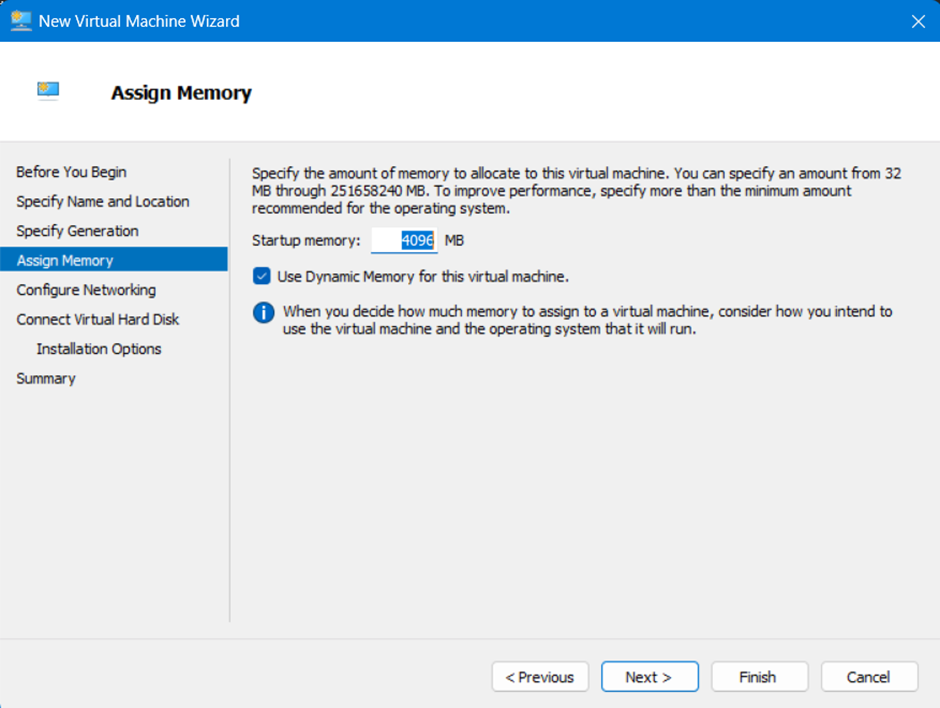 New Virtual Machine Wizard
Assign Memory
Before You Begin
Specify Name and Location
Specify Generation
Assign Memory
Configure Networking
Connect Virtual Hard Disk
Installation Options
Summary
Specify the amount of memory to allocate to this virtual machine. You can specify an amount from 32
MB through 251658240 MB. To improve performance, specify more than the minimum amount
recommended for the operating system.
Startup memory: 4096 MB
Use Dynamic Memory for this virtual machine.
When you decide how much memory to assign to a virtual machine, consider how you intend to
use the virtual machine and the operating system that it will run.
< Previous Next > Finish Cancel